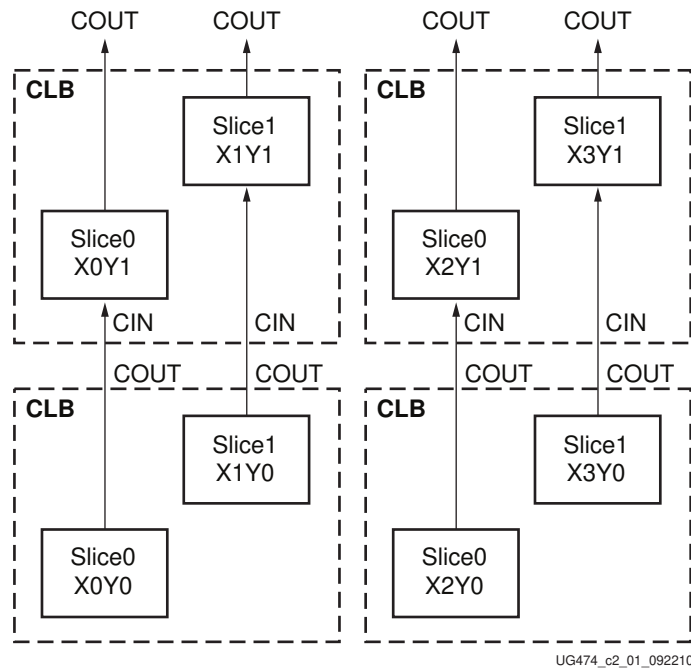 COUT COUT COUT COUT
CLB
Slice1
X1Y1
Slice0
X0Y1
CIN CIN
CLB
Slice1
X3Y1
Slice0
X2Y1
CIN CIN
COUT COUT COUT COUT
CLB
Slice1
X1Y0
Slice0
X0Y0
CLB
Slice1
X3Y0
Slice0
X2Y0
UG474_c2_01_092210